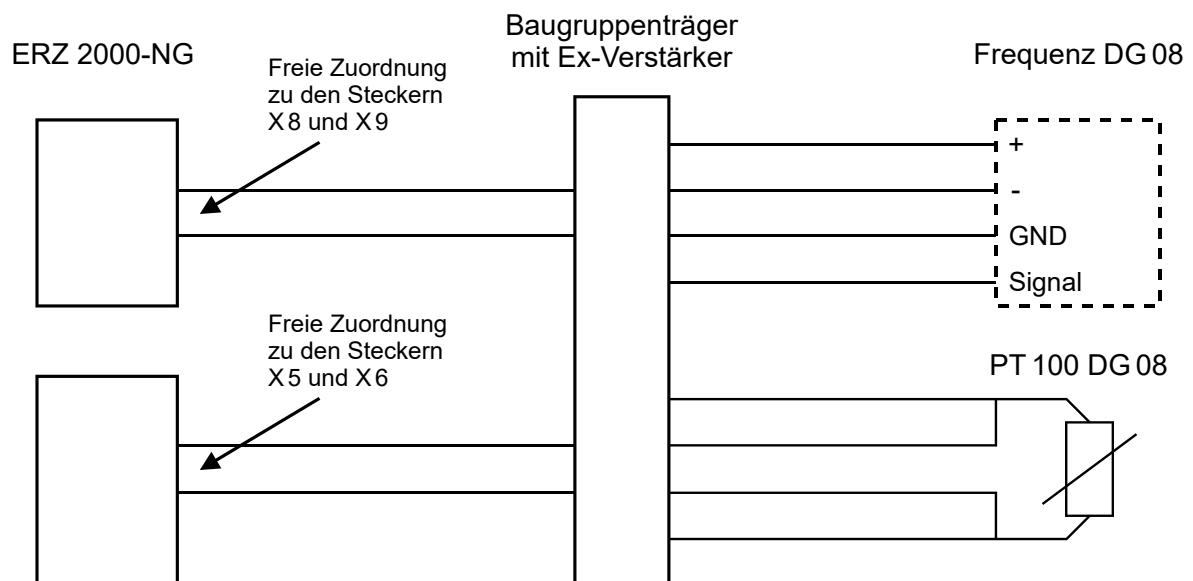 ERZ 2000-NG
Baugruppenträger
mit Ex-Verstärker
Frequenz DG 08
Freie Zuordnung
zu den Steckern
X 8 und X 9
+
-
GND
Signal
Freie Zuordnung
zu den Steckern
X 5 und X 6
PT 100 DG 08